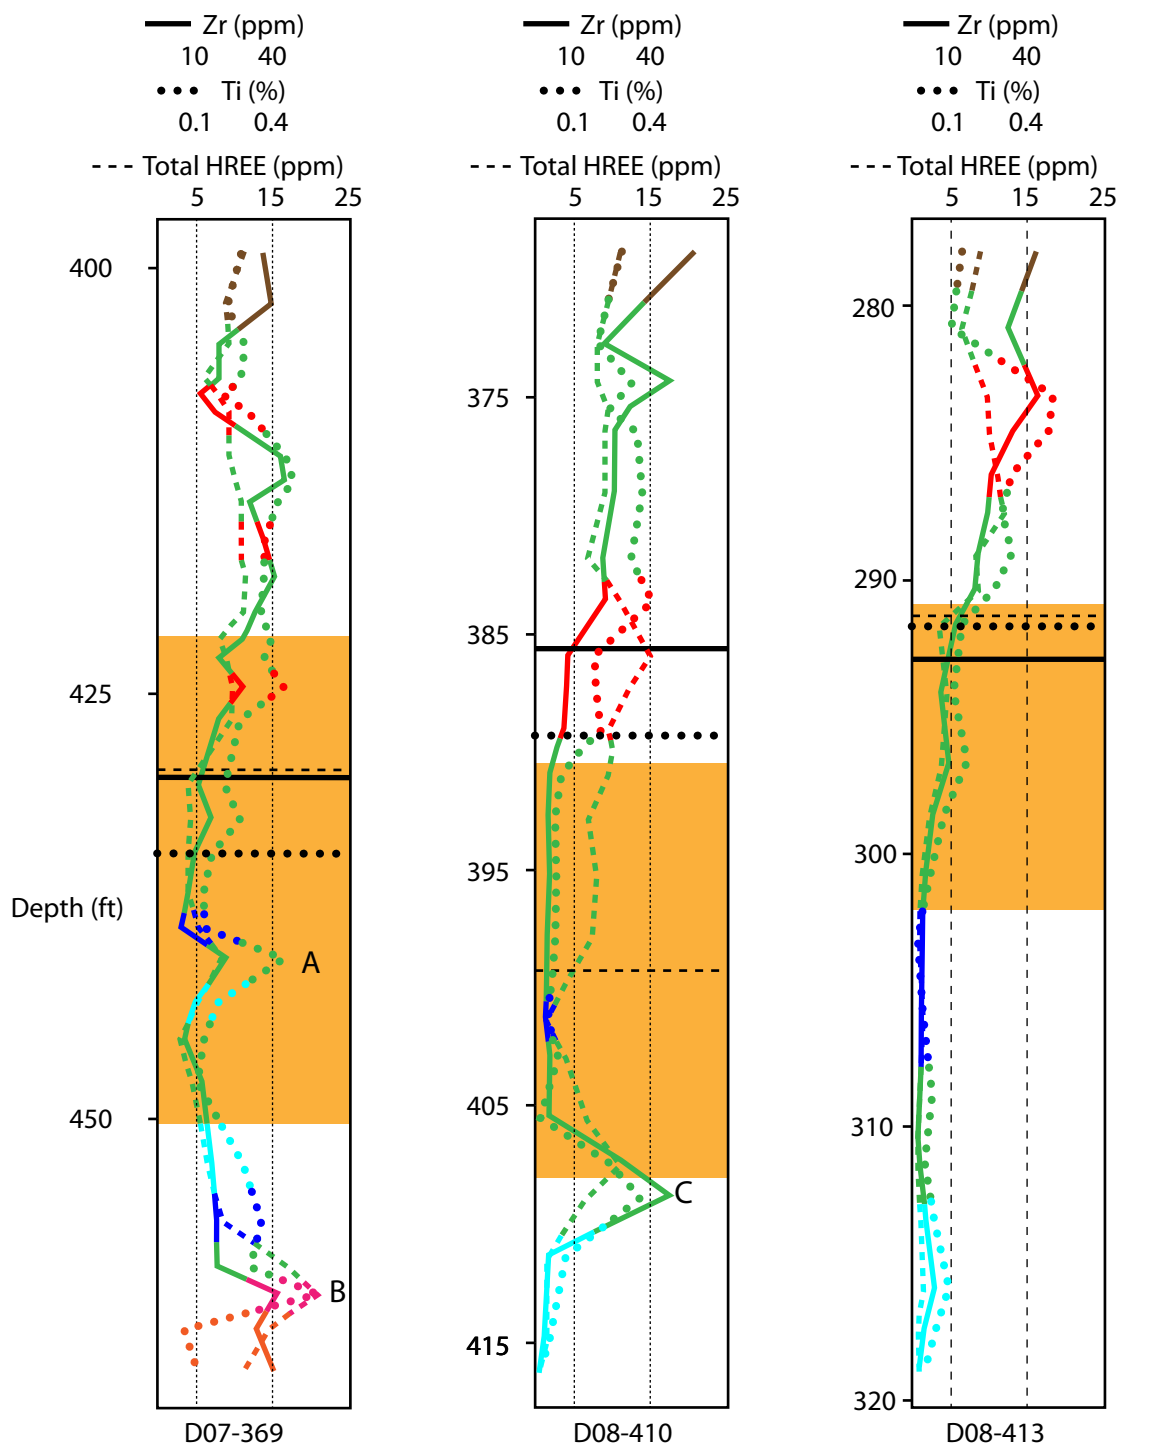 Zr (ppm)
10 40
Ti (%)
0.1 0.4
Total HREE (ppm)
5 15 25
400
425
Depth (ft)
450
A
B
D07-369
Zr (ppm)
10 40
Ti (%)
0.1 0.4
Total HREE (ppm)
5 15 25
375
385
395
405
415
C
D08-410
Zr (ppm)
10 40
Ti (%)
0.1 0.4
Total HREE (ppm)
5 15 25
280
290
300
310
320
D08-413